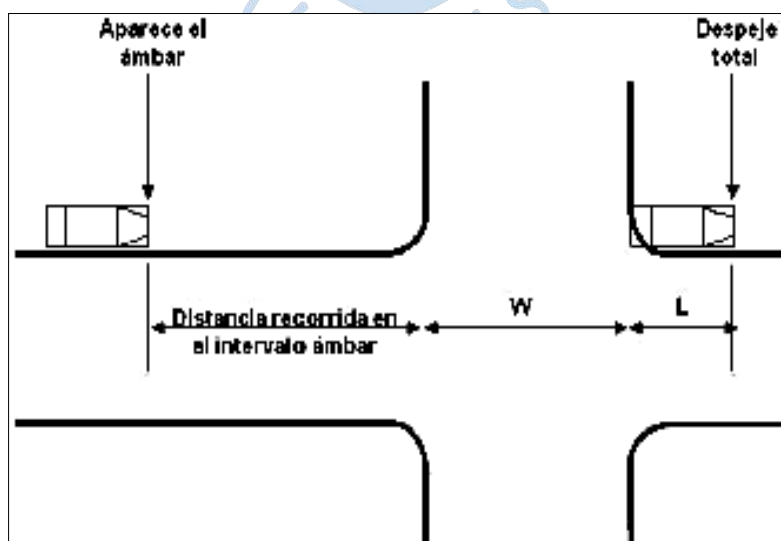 Aparece el
ámbar
Despeje
total
Distancia recorrida en
el intervalo ámbar
W
L